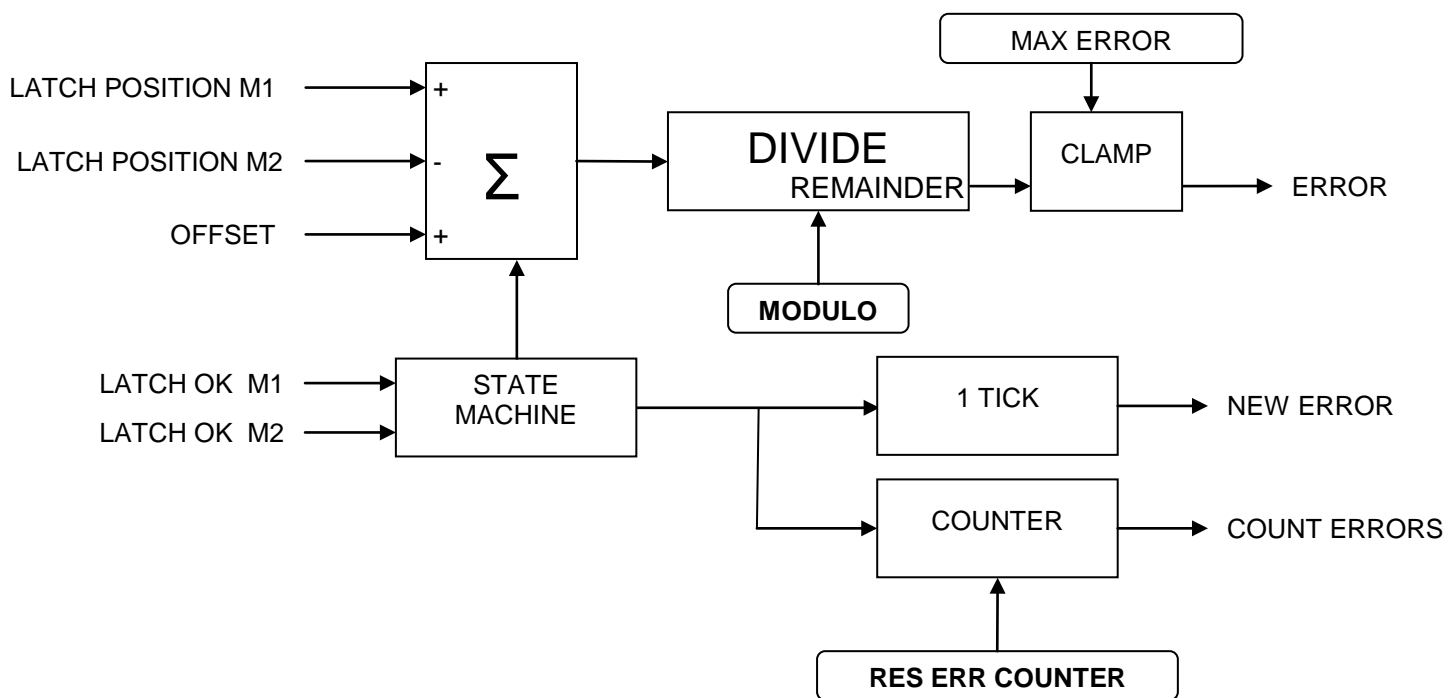 MAX ERROR
LATCH POSITION M1
+
LATCH POSITION M2
-
Σ
DIVIDE
REMAINDER
CLAMP
ERROR
OFFSET
+
MODULO
LATCH OK  M1
STATE
MACHINE
LATCH OK  M2
1 TICK
NEW ERROR
COUNTER
COUNT ERRORS
RES ERR COUNTER